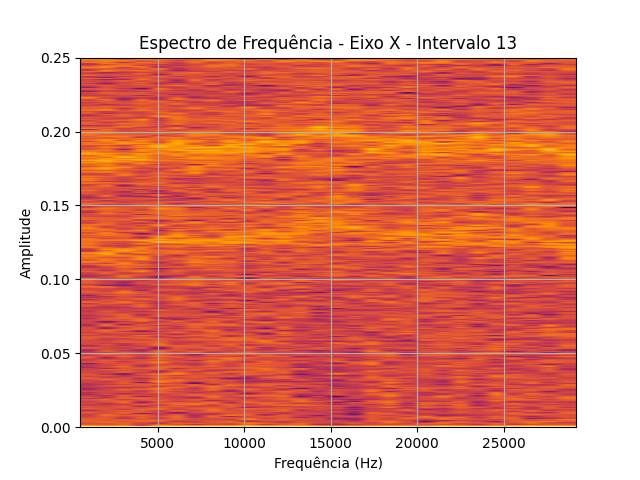 Espectro de Frequência - Eixo X - Intervalo 13
0.25
0.20
0.15
0.10
0.05
0.00
Amplitude
5000 10000 15000 20000 25000
Frequência (Hz)